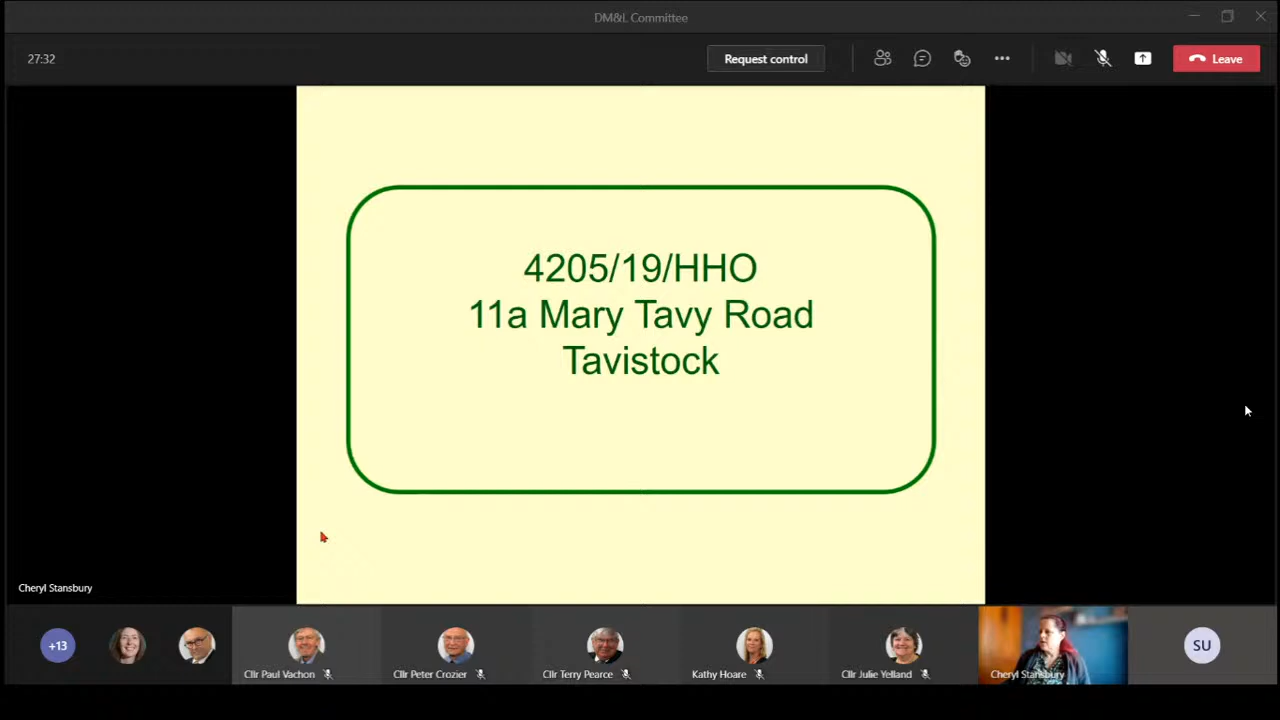 DM&L Committee
27:32
Request control
Leave
4205/19/HHO
11a Mary Tavy Road
Tavistock
Cheryl Stansbury
+13
Cllr Paul Vachon
Cllr Peter Crozier
Cllr Terry Pearce
Kathy Hoare
Cllr Julie Yelland
Cheryl Stansbury
SU